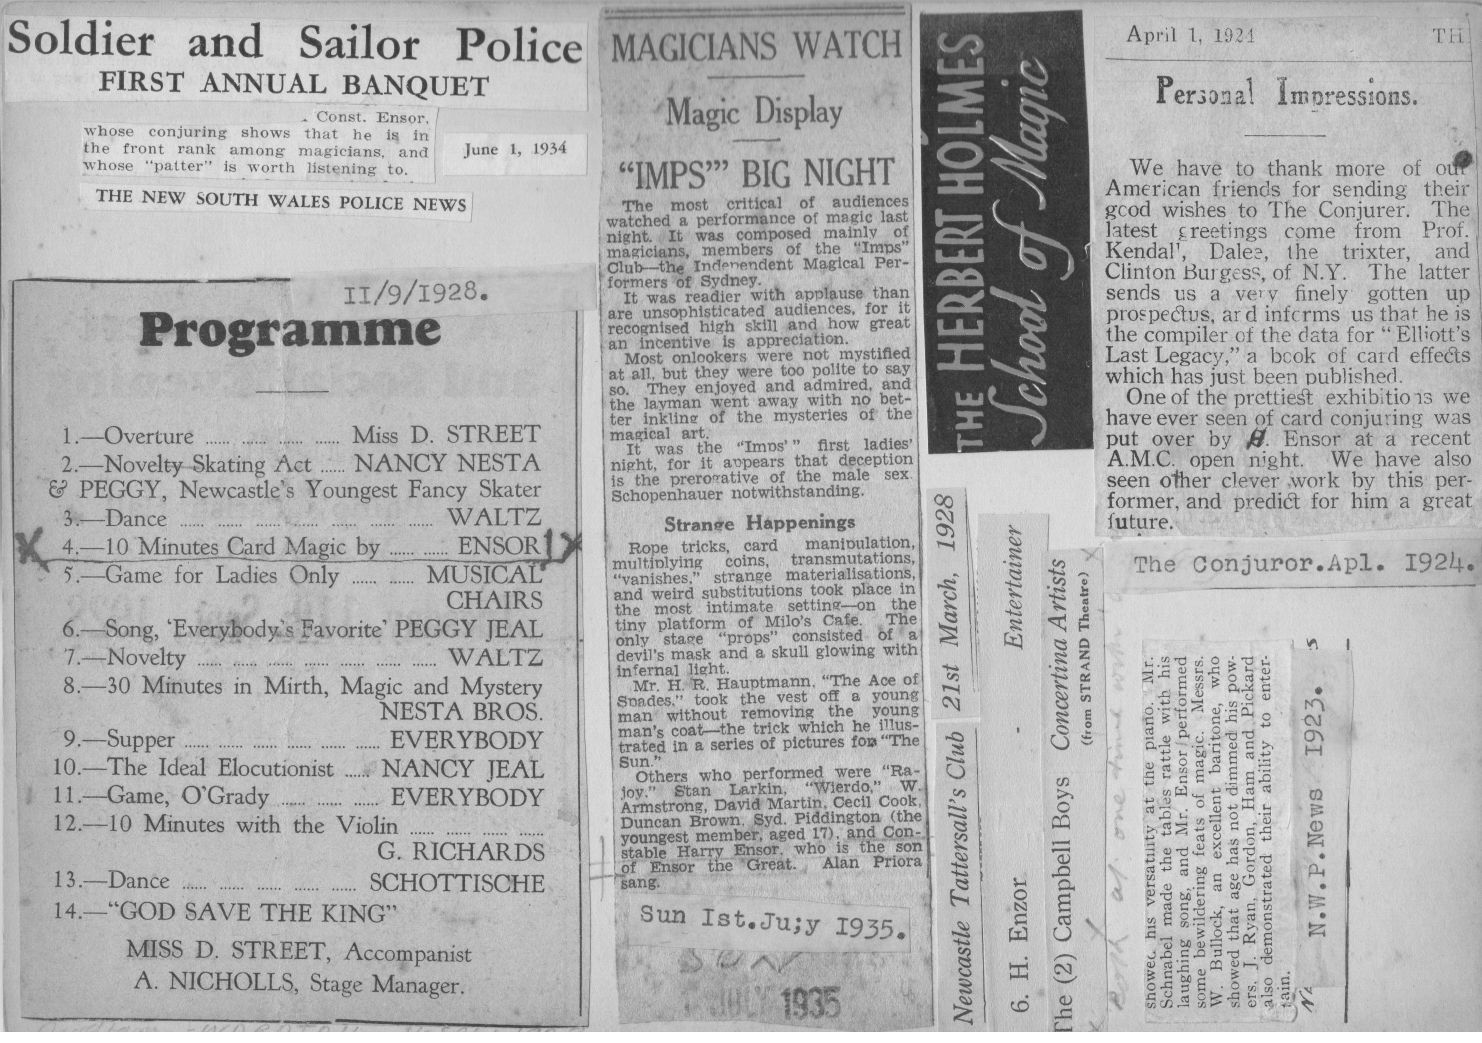 Soldier and Sailor Police
FIRST ANNUAL BANQUET
Const. Ensor,
whose conjuring shows that he is in
the front rank among magicians, and
whose "patter" is worth listening to.
June 1, 1934
THE NEW SOUTH WALES POLICE NEWS
II/9/1928.
Programme
1.—Overture ...... ...... ...... ...... Miss D. STREET
2.—Novelty Skating Act ...... NANCY NESTA
& PEGGY, Newcastle's Youngest Fancy Skater
3.—Dance ...... ...... ...... ...... ...... ...... WALTZ
4.—10 Minutes Card Magic by ...... ...... ENSOR
5.—Game for Ladies Only ...... ...... MUSICAL
CHAIRS
6.—Song, 'Everybody's Favorite' PEGGY JEAL
7.—Novelty ...... ...... ...... ...... ...... ...... WALTZ
8.—30 Minutes in Mirth, Magic and Mystery
NESTA BROS.
9.—Supper ...... ...... ...... ...... ...... EVERYBODY
10.—The Ideal Elocutionist ...... NANCY JEAL
11.—Game, O'Grady ...... ...... ...... EVERYBODY
12.—10 Minutes with the Violin ...... ...... ...... ......
G. RICHARDS
13.—Dance ...... ...... ...... ...... ...... SCHOTTISCHE
14.—"GOD SAVE THE KING"
MISS D. STREET, Accompanist
A. NICHOLLS, Stage Manager.
MAGICIANS WATCH
Magic Display
"IMPS'" BIG NIGHT
The most critical of audiences
watched a performance of magic last
night. It was composed mainly of
magicians, members of the "Imps"
Club—the Independent Magical Per-
formers of Sydney.
It was readier with applause than
are unsophisticated audiences, for it
recognised high skill and how great
an incentive is appreciation.
Most onlookers were not mystified
at all, but they were too polite to say
so. They enjoyed and admired, and
the layman went away with no bet-
ter inkling of the mysteries of the
magical art.
It was the "Imps'" first ladies'
night, for it appears that deception
is the prerogative of the male sex
Schopenhauer notwithstanding.
Strange Happenings
Rope tricks, card manipulation,
multiplying coins, transmutations,
"vanishes," strange materialisations,
and weird substitutions took place in
the most intimate setting—on the
tiny platform of Milo's Cafe. The
only stage "props" consisted of a
devil's mask and a skull glowing with
infernal light.
Mr. H. R. Hauptmann, "The Ace of
Spades," took the vest off a young
man without removing the young
man's coat—the trick which he illus-
trated in a series of pictures for "The
Sun."
Others who performed were "Ra-
joy." Stan Larkin, "Wierdo," W.
Armstrong, David Martin, Cecil Cook,
Duncan Brown, Syd. Piddington (the
youngest member, aged 17), and Con-
stable Harry Ensor, who is the son
of Ensor the Great. Alan Priora
sang.
Sun Ist.Ju;y I935.
SUN
JULY 1935
THE HERBERT HOLMES
School of Magic
Newcastle Tattersall's Club 21st March, 1928
6. H. Enzor - Entertainer
The (2) Campbell Boys Concertina Artists
(from STRAND Theatre)
April 1, 1924 TH
Personal Impressions.
We have to thank more of our
American friends for sending their
good wishes to The Conjurer. The
latest greetings come from Prof.
Kendal', Dales, the trixter, and
Clinton Burgess, of N.Y. The latter
sends us a very finely gotten up
prospectus, and informs us that he is
the compiler of the data for "Elliott's
Last Legacy," a book of card effects
which has just been published.
One of the prettiest exhibitions we
have ever seen of card conjuring was
put over by H. Ensor at a recent
A.M.C. open night. We have also
seen other clever work by this per-
former, and predict for him a great
future.
The Conjuror.Apl. I924.
showed his versatility at the piano. Mr.
Schnabel made the tables rattle with his
laughing song, and Mr. Ensor performed
some bewildering feats of magic. Messrs.
W. Bullock, an excellent baritone, who
showed that age has not dimmed his pow-
ers, J. Ryan, Gordon, Ham and Pickard
also demonstrated their ability to enter-
tain.
N.W.P.News I923.